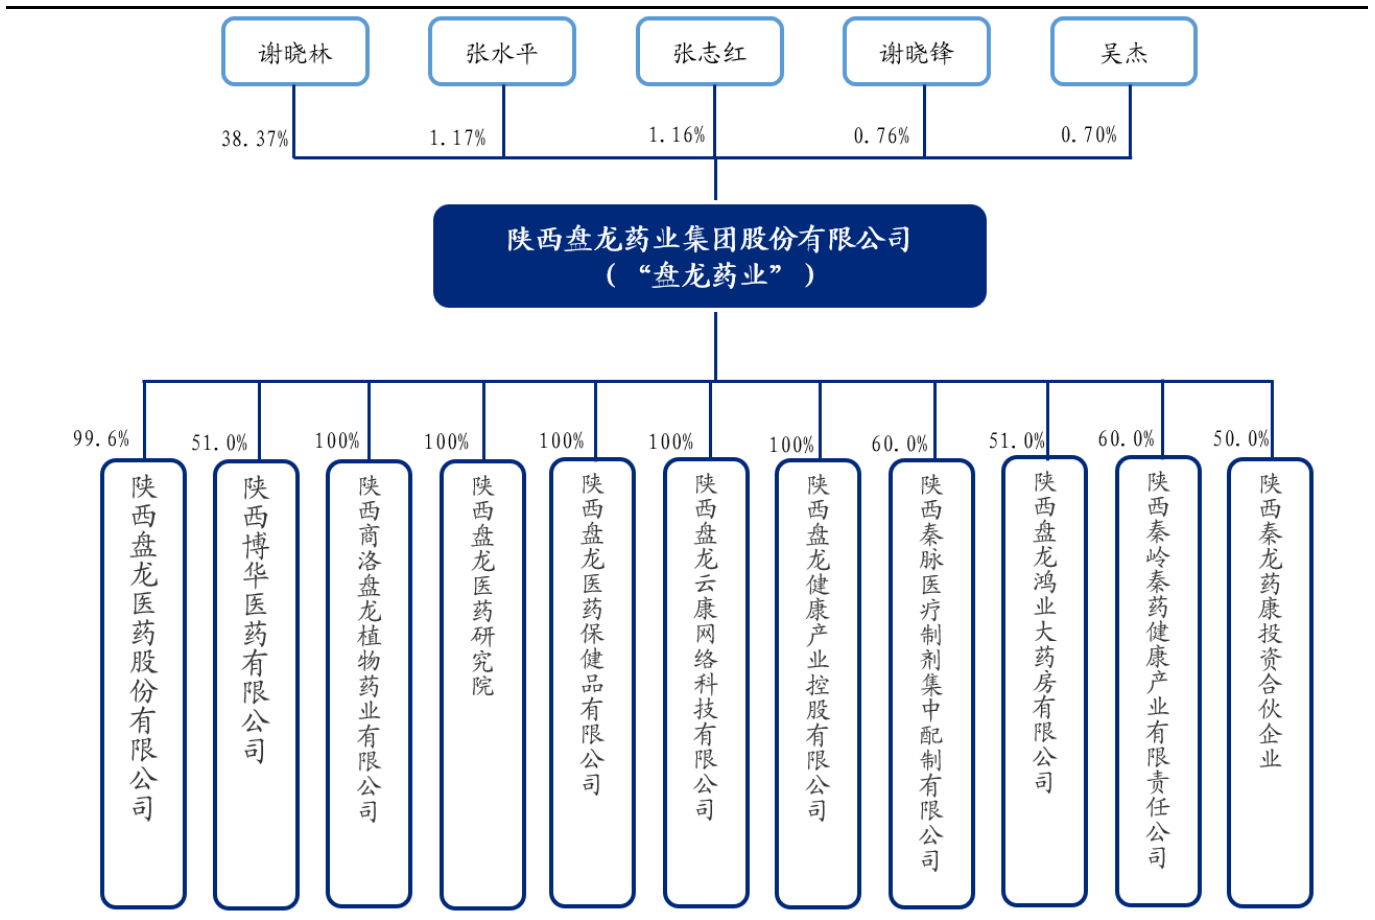 谢晓林
张水平
张志红
谢晓锋
吴杰
38.37%
1.17%
1.16%
0.76%
0.70%
陕西盘龙药业集团股份有限公司
（“盘龙药业”）
99.6%
51.0%
100%
100%
100%
100%
100%
60.0%
51.0%
60.0%
50.0%
陕西盘龙医药股份有限公司
陕西博华医药有限公司
陕西商洛盘龙植物药业有限公司
陕西盘龙医药研究院
陕西盘龙医药保健品有限公司
陕西盘龙云康网络科技有限公司
陕西盘龙健康产业控股有限公司
陕西秦脉医疗制剂集中配制有限公司
陕西盘龙鸿业大药房有限公司
陕西秦岭秦药健康产业有限责任公司
陕西秦龙药康投资合伙企业